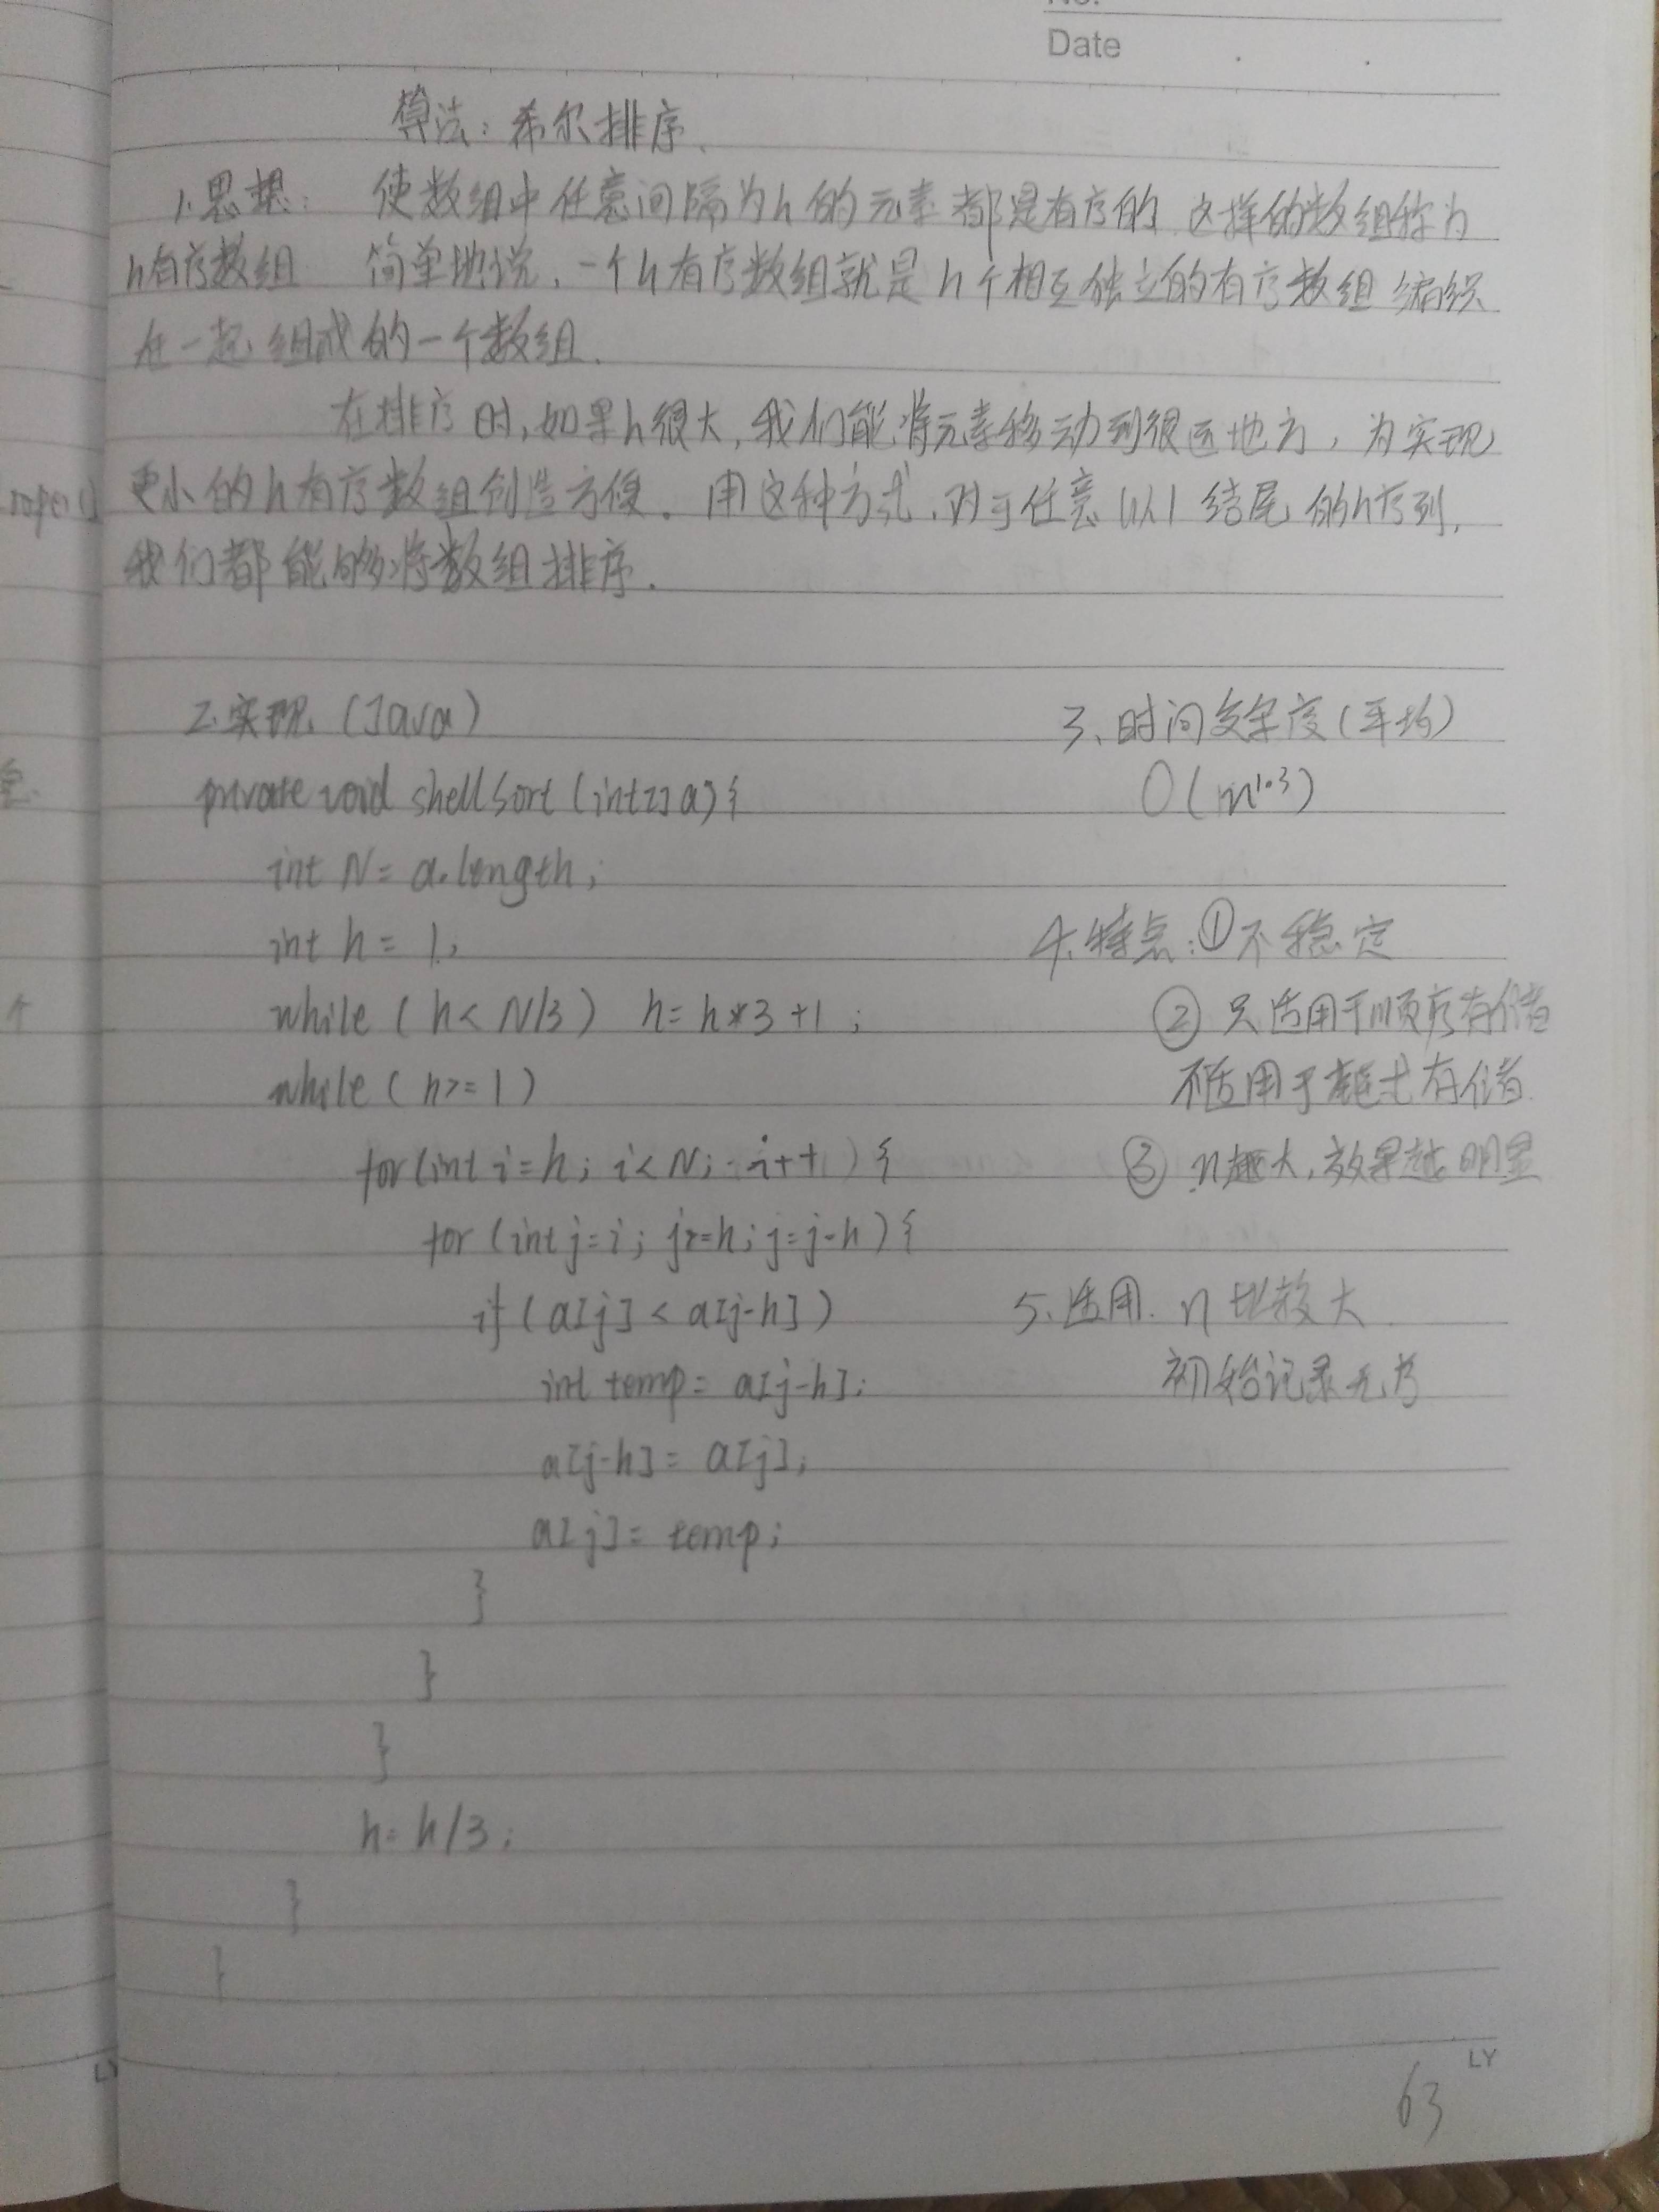 No.
Date
算法：希尔排序.
1.思想： 使数组中任意间隔为h的元素都是有序的 这样的数组称为
h有序数组 简单地说，一个h有序数组就是h个相互独立的有序数组编织
在一起组成的一个数组.
在排序时,如果h很大,我们能将元素移动到很远地方，为实现
更小的h有序数组创造方便. 用这种方式,对于任意以1结尾的h序列,
我们都能够将数组排序.
2.实现 (Java)
3、时间复杂度(平均)
private void shellSort (int[] a) {
O(n^1.3)
int N = a.length;
int h = 1;
4.特点：①不稳定
while ( h < N/3 ) h = h*3 +1 ;
② 只适用于顺序存储
while ( h >= 1 )
不适用于链式存储.
for (int i = h; i < N; i++ ) {
③ n越大,效果越明显
for (int j = i; j >= h; j = j-h ) {
if ( a[j] < a[j-h] )
5、适用. n比较大.
int temp = a[j-h];
初始记录无序
a[j-h] = a[j];
a[j] = temp;
}
}
}
h = h/3;
}
}
LY
63